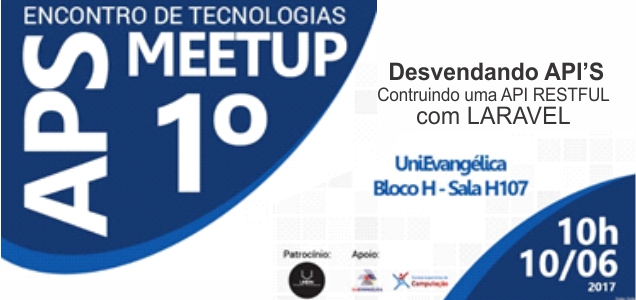 ENCONTRO DE TECNOLOGIAS
APS
MEETUP
1º
Desvendando API'S
Contruindo uma API RESTFUL
com LARAVEL
UniEvangélica
Bloco H - Sala H107
Patrocínio:
Apoio:
Computação
10h
10/06
2017